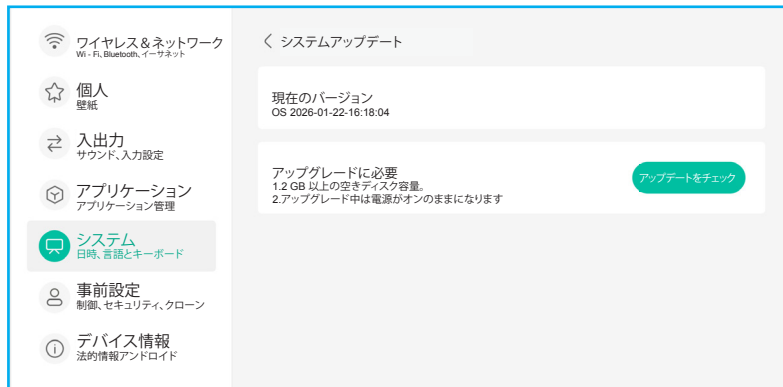 ワイヤレス＆ネットワーク
Wi - Fi、Bluetooth、イーサネット
個人
壁紙
入出力
サウンド、入力設定
アプリケーション
アプリケーション管理
システム
日時、言語とキーボード
事前設定
制御、セキュリティ、クローン
デバイス情報
法的情報アンドロイド
システムアップデート
現在のバージョン
OS 2026-01-22-16:18:04
アップグレードに必要
1.2 GB 以上の空きディスク容量。
2.アップグレード中は電源がオンのままになります
アップデートをチェック